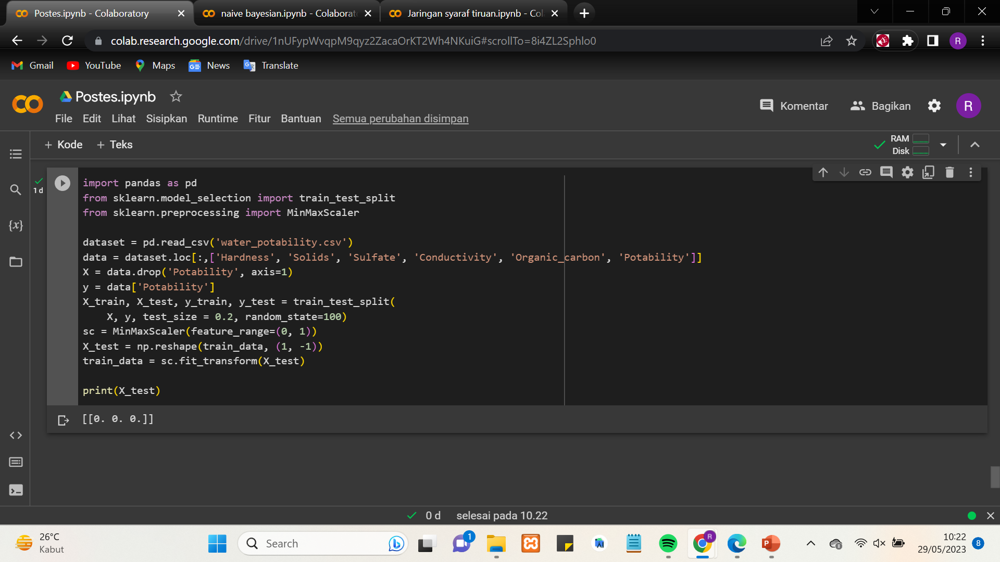 Postes.ipynb - Colaboratory
naive bayesian.ipynb - Colaborat
Jaringan syaraf tiruan.ipynb - Col
colab.research.google.com/drive/1nUFypWvqpM9qyz2ZacaOrKT2Wh4NKuiG#scrollTo=8i4ZL2Sphlo0
R
Gmail
YouTube
Maps
News
Translate
Postes.ipynb
Komentar
Bagikan
R
File Edit Lihat Sisipkan Runtime Fitur Bantuan Semua perubahan disimpan
+ Kode + Teks
RAM
Disk
{x}
1 d
import pandas as pd
from sklearn.model_selection import train_test_split
from sklearn.preprocessing import MinMaxScaler
dataset = pd.read_csv('water_potability.csv')
data = dataset.loc[:,['Hardness', 'Solids', 'Sulfate', 'Conductivity', 'Organic_carbon', 'Potability']]
X = data.drop('Potability', axis=1)
y = data['Potability']
X_train, X_test, y_train, y_test = train_test_split(
    X, y, test_size = 0.2, random_state=100)
sc = MinMaxScaler(feature_range=(0, 1))
X_test = np.reshape(train_data, (1, -1))
train_data = sc.fit_transform(X_test)
print(X_test)
[[0. 0. 0.]]
0 d selesai pada 10.22
26°C
Kabut
Search
1
R
P
10:22
29/05/2023
8